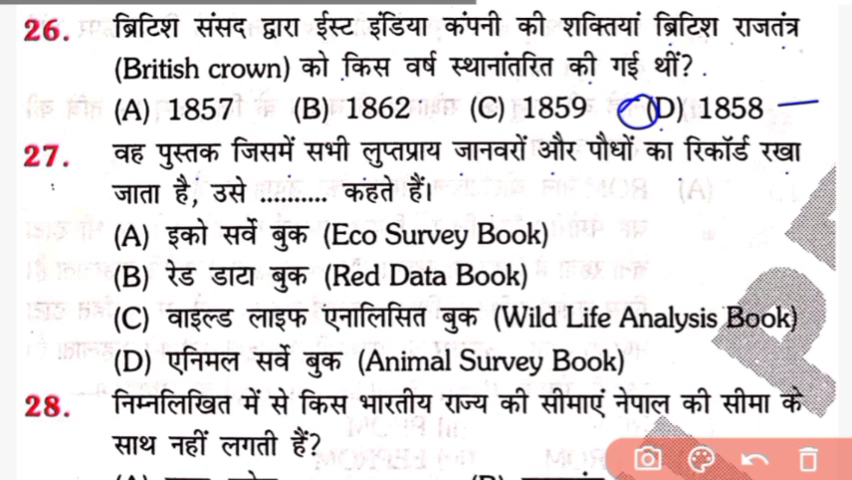 26. ब्रिटिश संसद द्वारा ईस्ट इंडिया कंपनी की शक्तियां ब्रिटिश राजतंत्र
(British crown) को किस वर्ष स्थानांतरित की गई थीं?
(A) 1857 (B) 1862 (C) 1859 (D) 1858
27. वह पुस्तक जिसमें सभी लुप्तप्राय जानवरों और पौधों का रिकॉर्ड रखा
जाता है, उसे .......... कहते हैं।
(A) इको सर्वे बुक (Eco Survey Book)
(B) रेड डाटा बुक (Red Data Book)
(C) वाइल्ड लाइफ एनालिसित बुक (Wild Life Analysis Book)
(D) एनिमल सर्वे बुक (Animal Survey Book)
28. निम्नलिखित में से किस भारतीय राज्य की सीमाएं नेपाल की सीमा के
साथ नहीं लगती हैं?